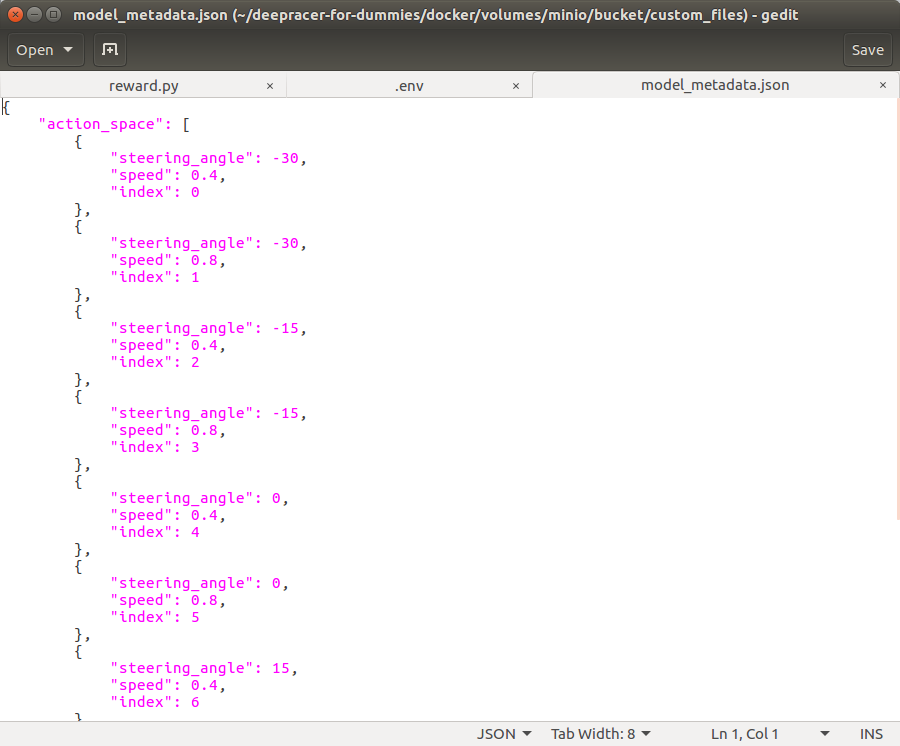 model_metadata.json (~/deepracer-for-dummies/docker/volumes/minio/bucket/custom_files) - gedit
Open Save
reward.py × .env × model_metadata.json ×
{
    "action_space": [
        {
            "steering_angle": -30,
            "speed": 0.4,
            "index": 0
        },
        {
            "steering_angle": -30,
            "speed": 0.8,
            "index": 1
        },
        {
            "steering_angle": -15,
            "speed": 0.4,
            "index": 2
        },
        {
            "steering_angle": -15,
            "speed": 0.8,
            "index": 3
        },
        {
            "steering_angle": 0,
            "speed": 0.4,
            "index": 4
        },
        {
            "steering_angle": 0,
            "speed": 0.8,
            "index": 5
        },
        {
            "steering_angle": 15,
            "speed": 0.4,
            "index": 6
        }
JSON Tab Width: 8 Ln 1, Col 1 INS